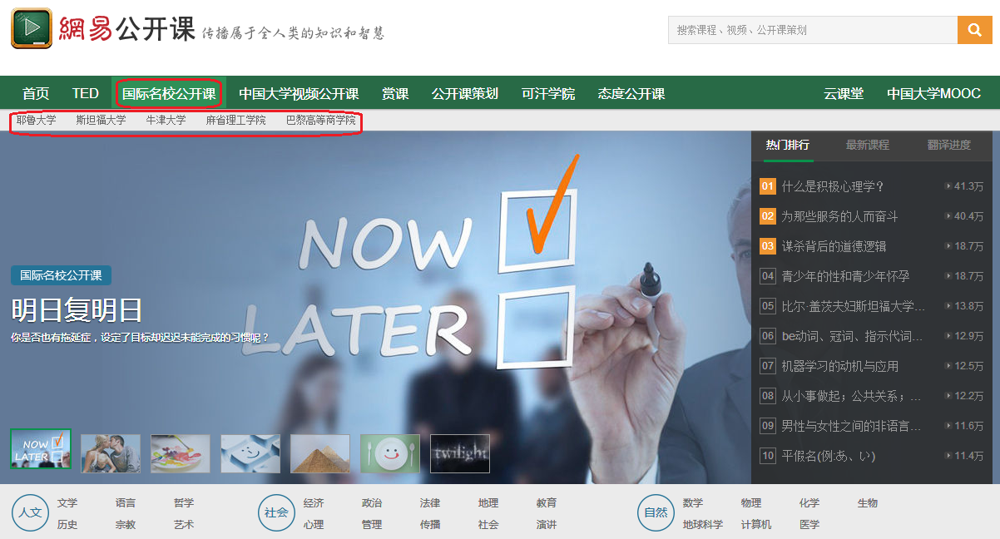 網易公开课 传播属于全人类的知识和智慧
搜索课程、视频、公开课策划
首页 TED 国际名校公开课 中国大学视频公开课 赏课 公开课策划 可汗学院 态度公开课 云课堂 中国大学MOOC
耶鲁大学 斯坦福大学 牛津大学 麻省理工学院 巴黎高等商学院
热门排行 最新课程 翻译进度
NOW
LATER
国际名校公开课
明日复明日
你是否也有拖延症，设定了目标却迟迟未能完成的习惯呢？
01 什么是积极心理学？ 41.3万
02 为那些服务的人而奋斗 40.4万
03 谋杀背后的道德逻辑 18.7万
04 青少年的性和青少年怀孕 18.7万
05 比尔·盖茨夫妇斯坦福大学... 13.8万
06 be动词、冠词、指示代词... 12.9万
07 机器学习的动机与应用 12.5万
08 从小事做起；公共关系；... 12.2万
09 男性与女性之间的非语言... 11.6万
10 平假名(例:あ、い) 11.4万
NOW
LATER
twilight
人文 社会 自然
文学 语言 哲学 经济 政治 法律 地理 教育 数学 物理 化学 生物
历史 宗教 艺术 心理 管理 传播 社会 演讲 地球科学 计算机 医学